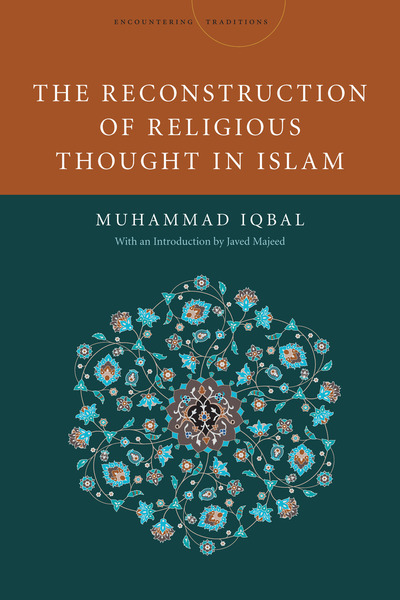 ENCOUNTERING TRADITIONS
THE RECONSTRUCTION
OF RELIGIOUS
THOUGHT IN ISLAM
MUHAMMAD IQBAL
With an Introduction by Javed Majeed